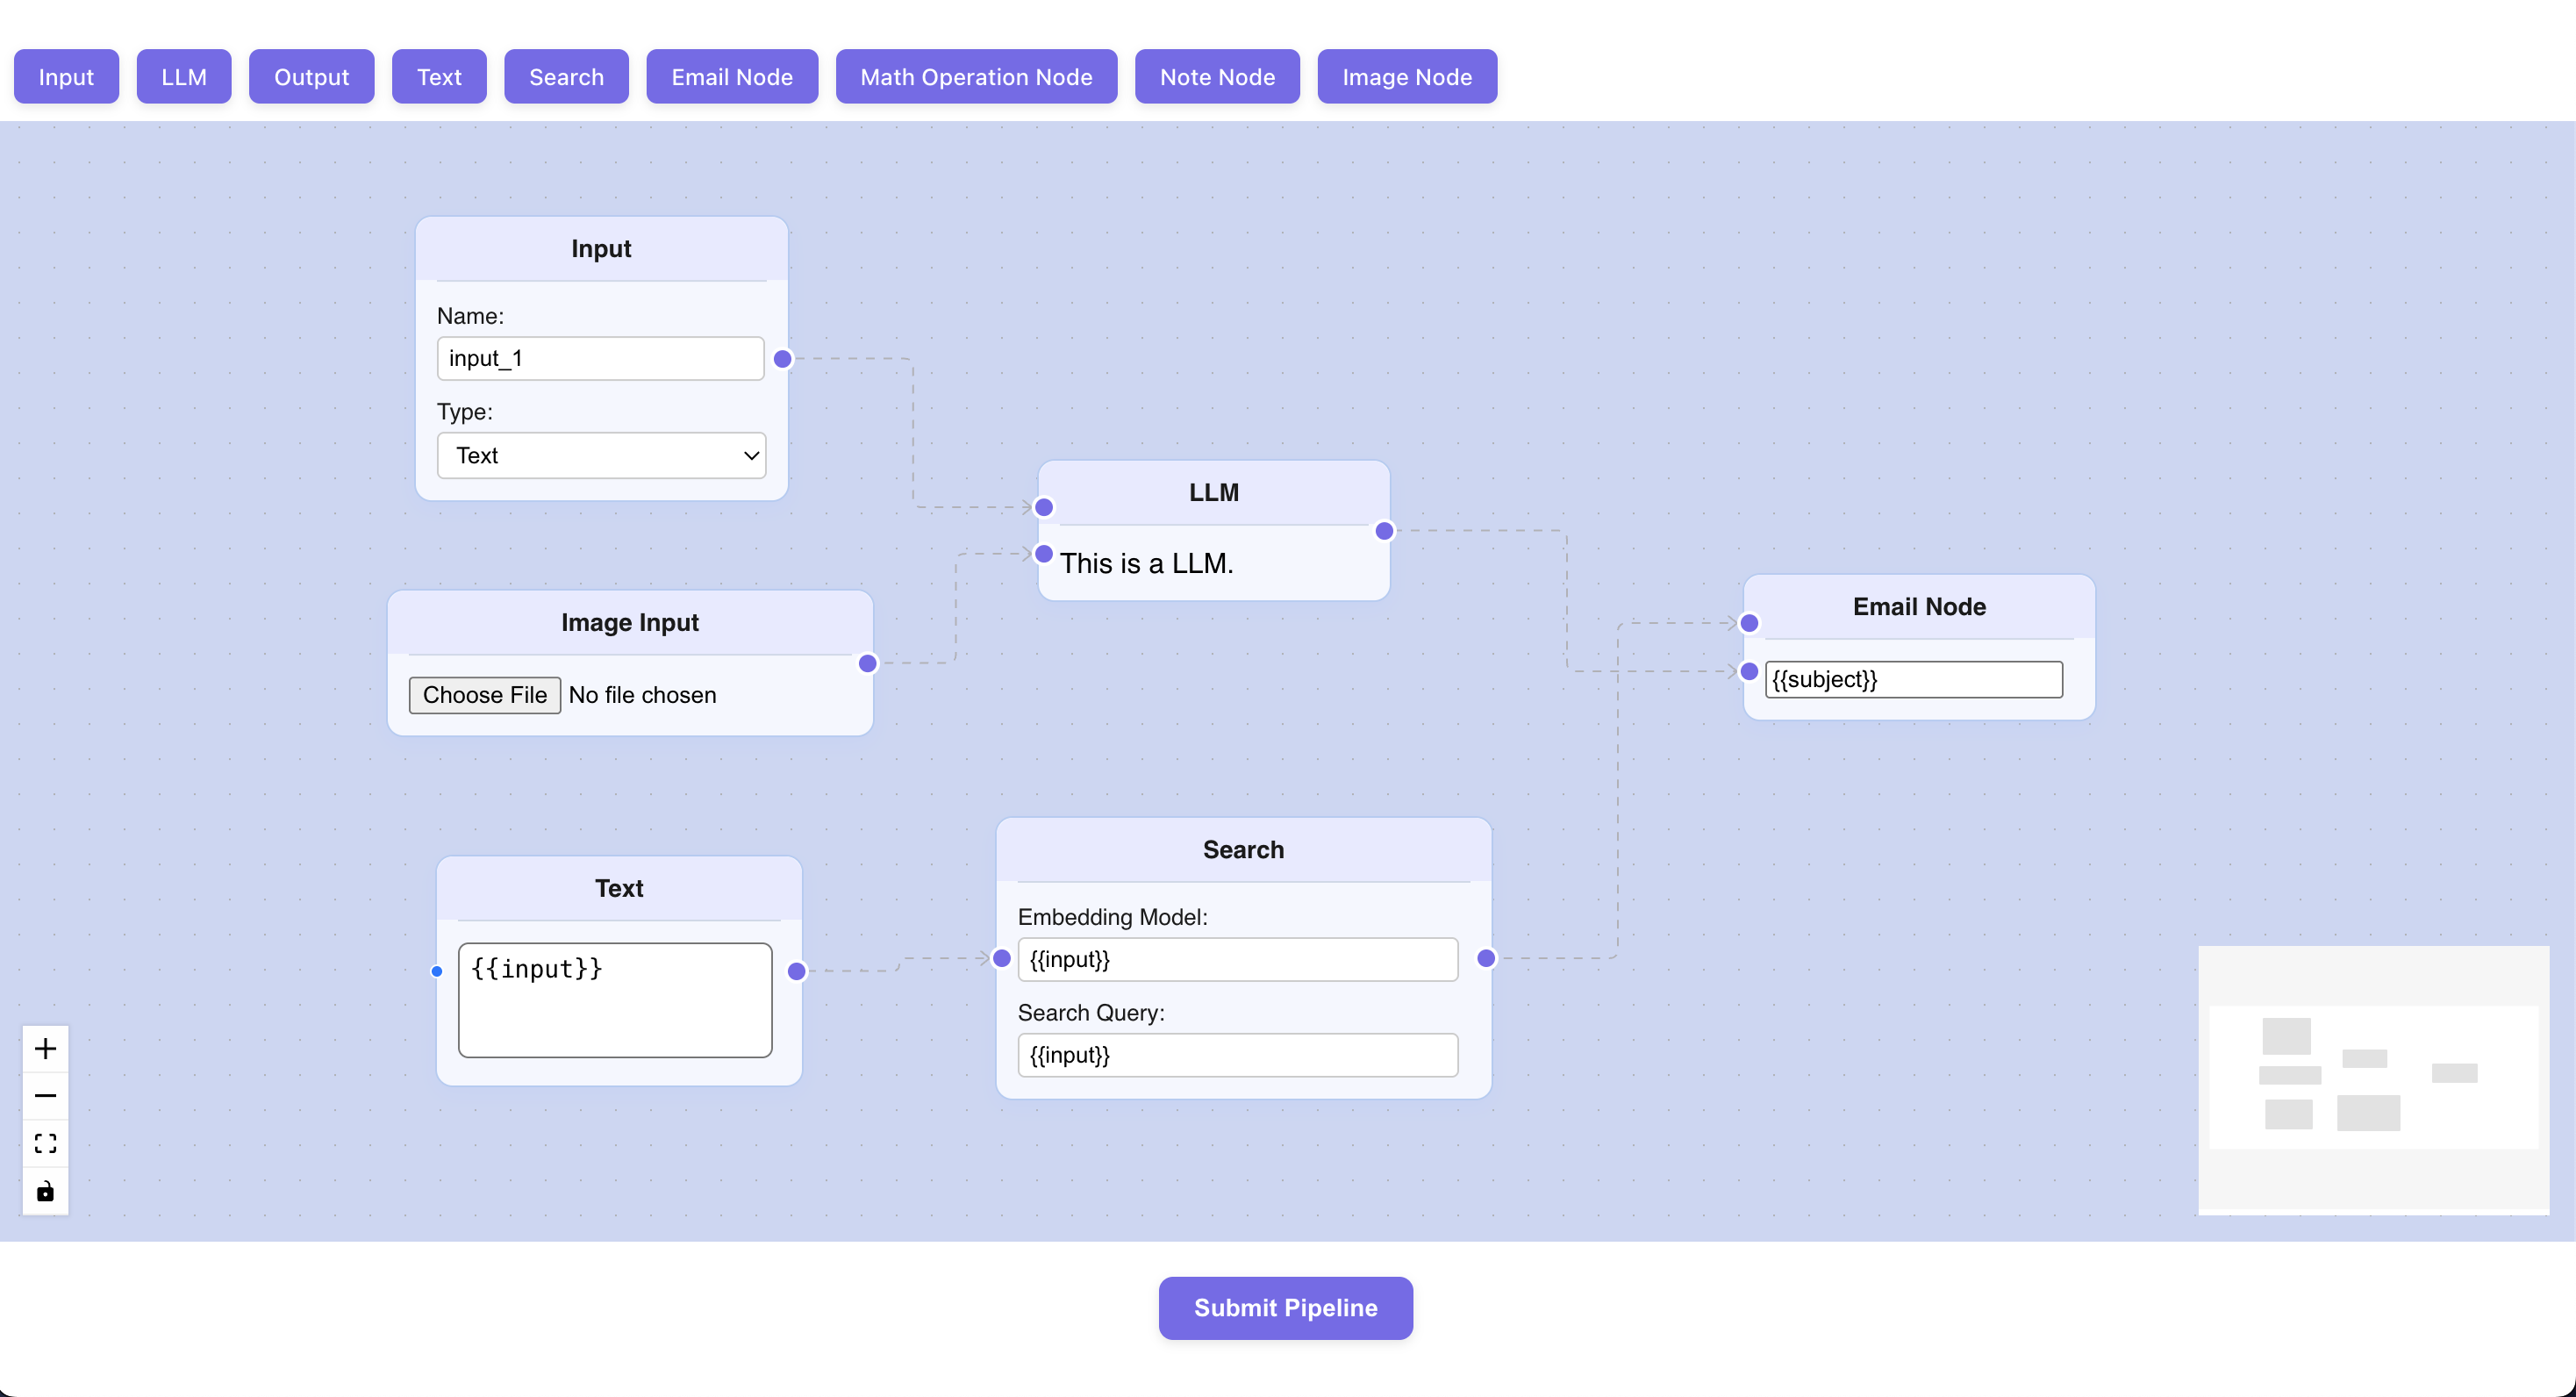 Input LLM Output Text Search Email Node Math Operation Node Note Node Image Node
Input
Name:
input_1
Type:
Text
Image Input
Choose File No file chosen
Text
{{input}}
LLM
This is a LLM.
Search
Embedding Model:
{{input}}
Search Query:
{{input}}
Email Node
{{subject}}
Submit Pipeline